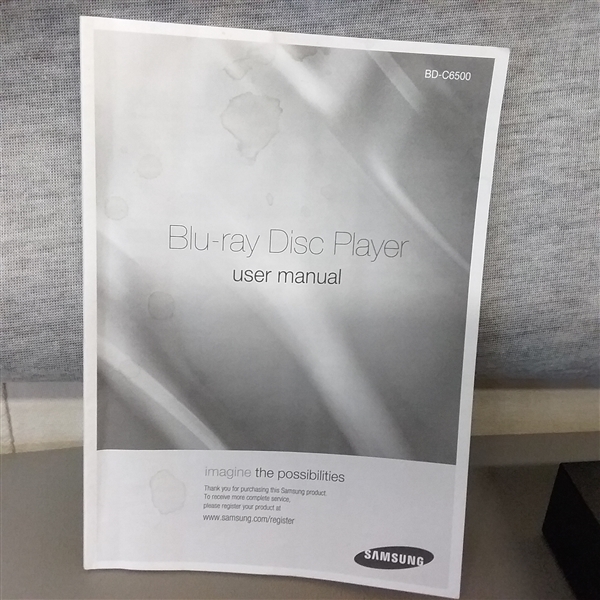 BD-C6500
Blu-ray Disc Player
user manual
imagine the possibilities
Thank you for purchasing this Samsung product.
To receive more complete service,
please register your product at
www.samsung.com/register
SAMSUNG